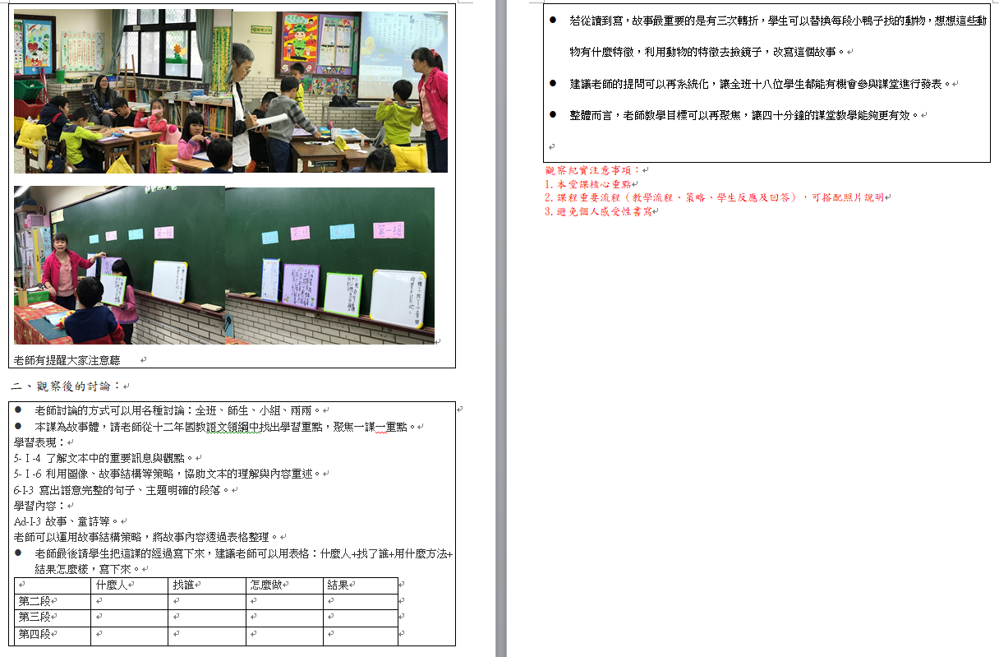 老師有提醒大家注意聽
二、觀察後的討論：
● 老師討論的方式可以用各種討論：全班、師生、小組、兩兩。
● 本課為故事體，請老師從十二年國教語文領綱中找出學習重點，聚焦一課一重點。
學習表現：
5-Ⅰ-4 了解文本中的重要訊息與觀點。
5-Ⅰ-6 利用圖像、故事結構等策略，協助文本的理解與內容重述。
6-I-3 寫出語意完整的句子、主題明確的段落。
學習內容：
Ad-I-3 故事、童詩等。
老師可以運用故事結構策略，將故事內容透過表格整理。
● 老師最後請學生把這課的經過寫下來，建議老師可以用表格：什麼人+找了誰+用什麼方法+
結果怎麼樣，寫下來。
什麼人 找誰 怎麼做 結果
第二段
第三段
第四段
● 若從讀到寫，故事最重要的是有三次轉折，學生可以替換每段小鴨子找的動物，想想這些動
物有什麼特徵，利用動物的特徵去撿鏡子，改寫這個故事。
● 建議老師的提問可以再系統化，讓全班十八位學生都能有機會參與課堂進行發表。
● 整體而言，老師教學目標可以再聚焦，讓四十分鐘的課堂教學能夠更有效。
觀察紀實注意事項：
1.本堂課核心重點
2.課程重要流程（教學流程、策略、學生反應及回答），可搭配照片說明
3.避免個人感受性書寫
第一組